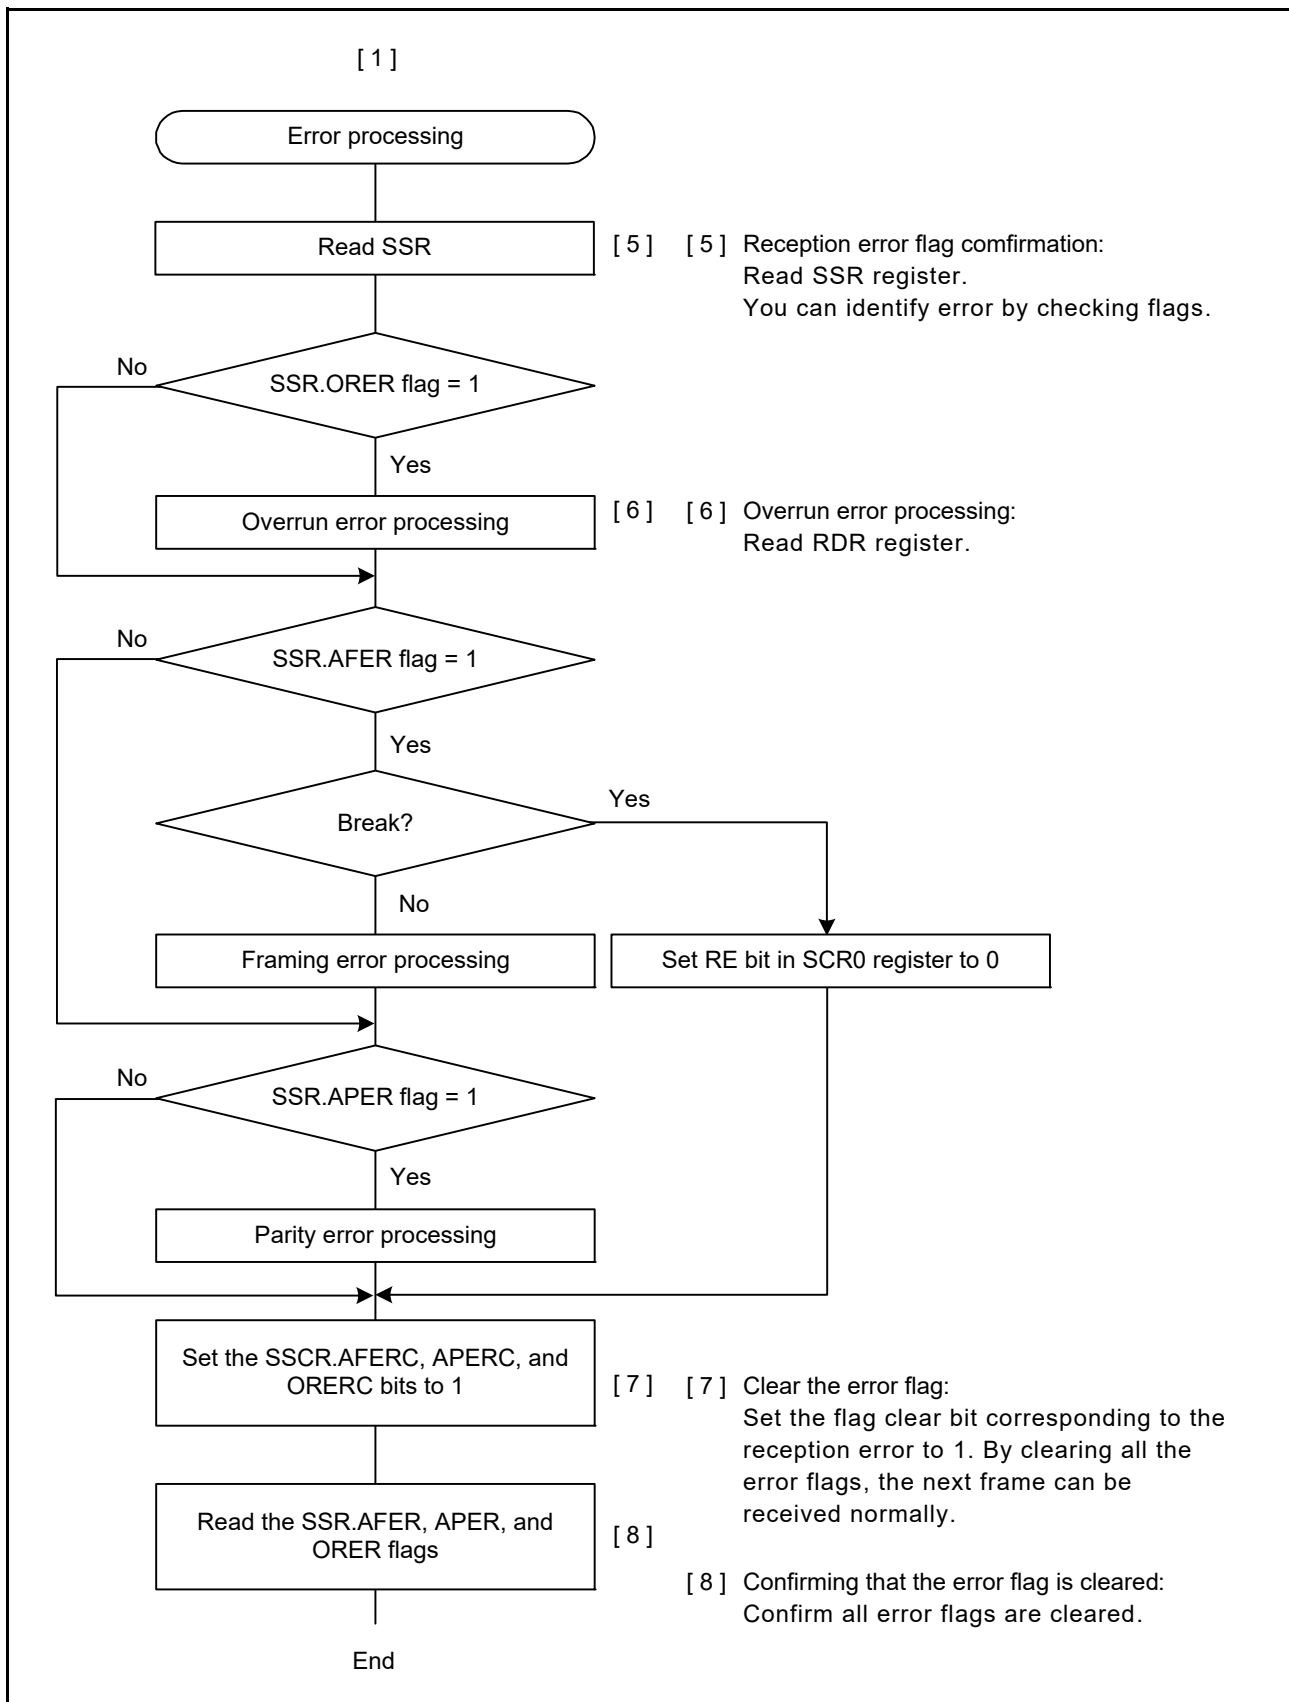 [ 1 ]
Error processing
Read SSR
[ 5 ]
[ 5 ] Reception error flag comfirmation:
Read SSR register.
You can identify error by checking flags.
No
SSR.ORER flag = 1
Yes
Overrun error processing
[ 6 ]
[ 6 ] Overrun error processing:
Read RDR register.
No
SSR.AFER flag = 1
Yes
Break?
Yes
No
Framing error processing
Set RE bit in SCR0 register to 0
No
SSR.APER flag = 1
Yes
Parity error processing
Set the SSCR.AFERC, APERC, and
ORERC bits to 1
[ 7 ]
[ 7 ] Clear the error flag:
Set the flag clear bit corresponding to the
reception error to 1. By clearing all the
error flags, the next frame can be
received normally.
Read the SSR.AFER, APER, and
ORER flags
[ 8 ]
[ 8 ] Confirming that the error flag is cleared:
Confirm all error flags are cleared.
End